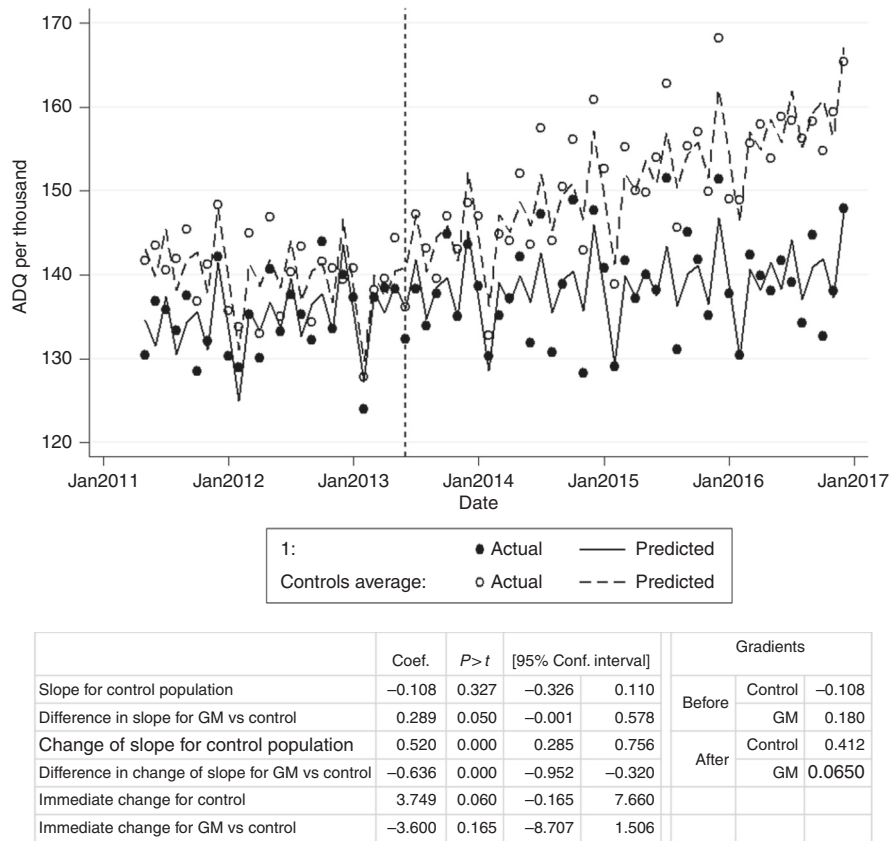 170
160
150
140
130
120
ADQ per thousand
Jan2011 Jan2012 Jan2013 Jan2014 Jan2015 Jan2016 Jan2017
Date
1: Actual Predicted
Controls average: Actual Predicted
Coef. P>t [95% Conf. interval] Gradients
Slope for control population −0.108 0.327 −0.326 0.110 Before Control −0.108
Difference in slope for GM vs control 0.289 0.050 −0.001 0.578 GM 0.180
Change of slope for control population 0.520 0.000 0.285 0.756 After Control 0.412
Difference in change of slope for GM vs control −0.636 0.000 −0.952 −0.320 GM 0.0650
Immediate change for control 3.749 0.060 −0.165 7.660
Immediate change for GM vs control −3.600 0.165 −8.707 1.506